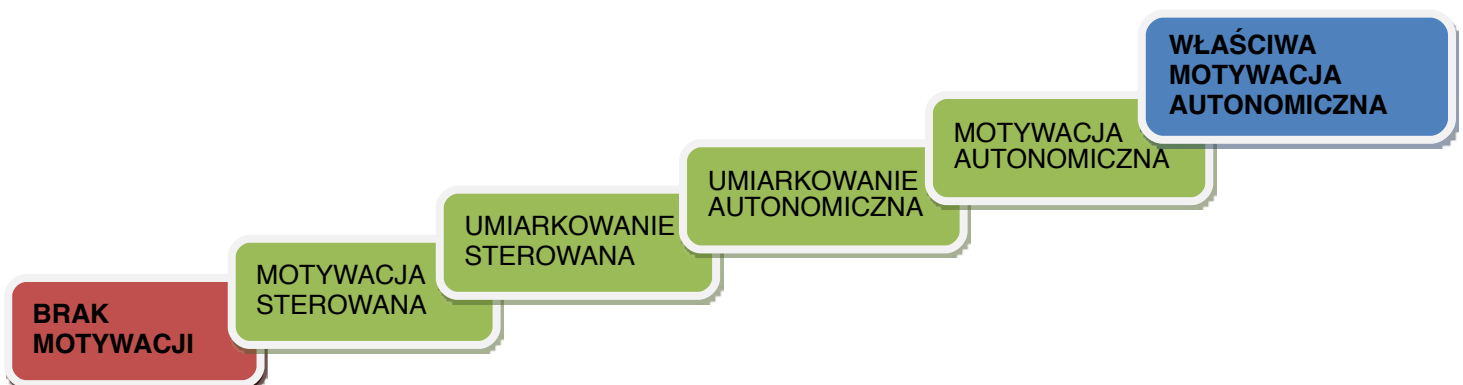 BRAK
MOTYWACJI
MOTYWACJA
STEROWANA
UMIARKOWANIE
STEROWANA
UMIARKOWANIE
AUTONOMICZNA
MOTYWACJA
AUTONOMICZNA
WŁAŚCIWA
MOTYWACJA
AUTONOMICZNA